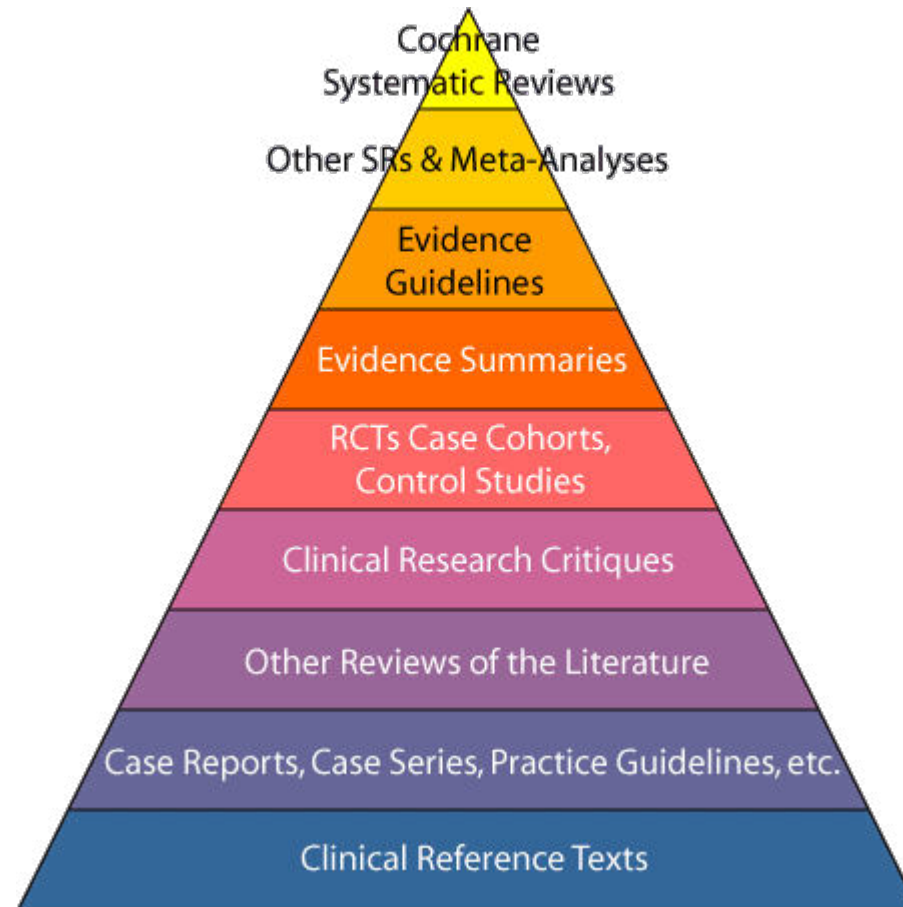 Cochrane
Systematic Reviews
Other SRs & Meta-Analyses
Evidence
Guidelines
Evidence Summaries
RCTs Case Cohorts,
Control Studies
Clinical Research Critiques
Other Reviews of the Literature
Case Reports, Case Series, Practice Guidelines, etc.
Clinical Reference Texts